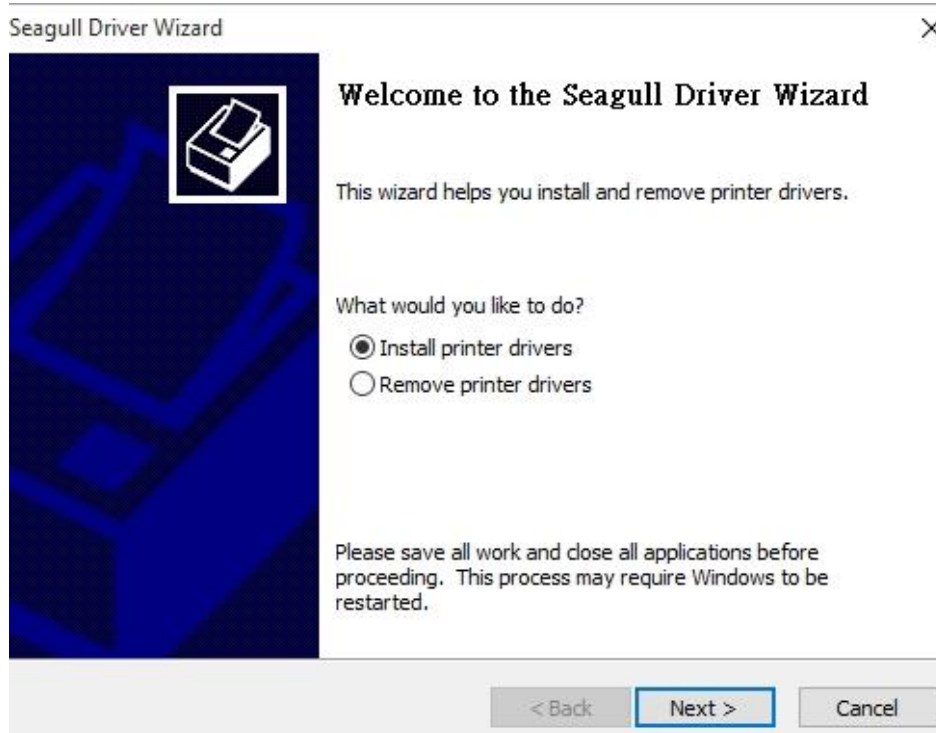 Seagull Driver Wizard
Welcome to the Seagull Driver Wizard
This wizard helps you install and remove printer drivers.
What would you like to do?
Install printer drivers
Remove printer drivers
Please save all work and close all applications before
proceeding. This process may require Windows to be
restarted.
< Back Next > Cancel